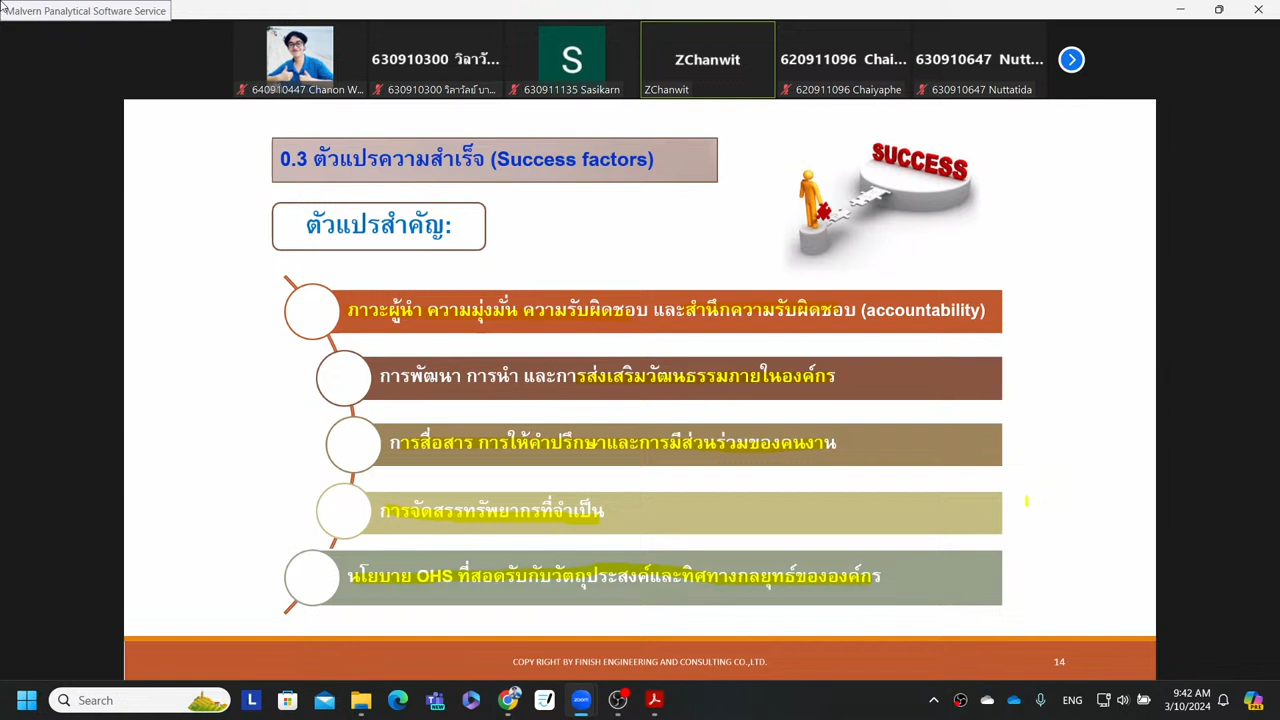 Malvern Panalytical Software Service
630910300 วิลาวั...
S
ZChanwit
620911096 Chai...
630910647 Nutt...
640910447 Chanon W...
630910300 วิลาวัลย์ บา...
630911135 Sasikarn
ZChanwit
620911096 Chaiyaphe
630910647 Nuttatida
0.3 ตัวแปรความสำเร็จ (Success factors)
SUCCESS
ตัวแปรสำคัญ:
ภาวะผู้นำ ความมุ่งมั่น ความรับผิดชอบ และสำนึกความรับผิดชอบ (accountability)
การพัฒนา การนำ และการส่งเสริมวัฒนธรรมภายในองค์กร
การสื่อสาร การให้คำปรึกษาและการมีส่วนร่วมของคนงาน
การจัดสรรทรัพยากรที่จำเป็น
นโยบาย OHS ที่สอดรับกับวัตถุประสงค์และทิศทางกลยุทธ์ขององค์กร
COPY RIGHT BY FINISH ENGINEERING AND CONSULTING CO.,LTD.
14
Search
L
zoom
ENG
9:42 AM
3/10/2024